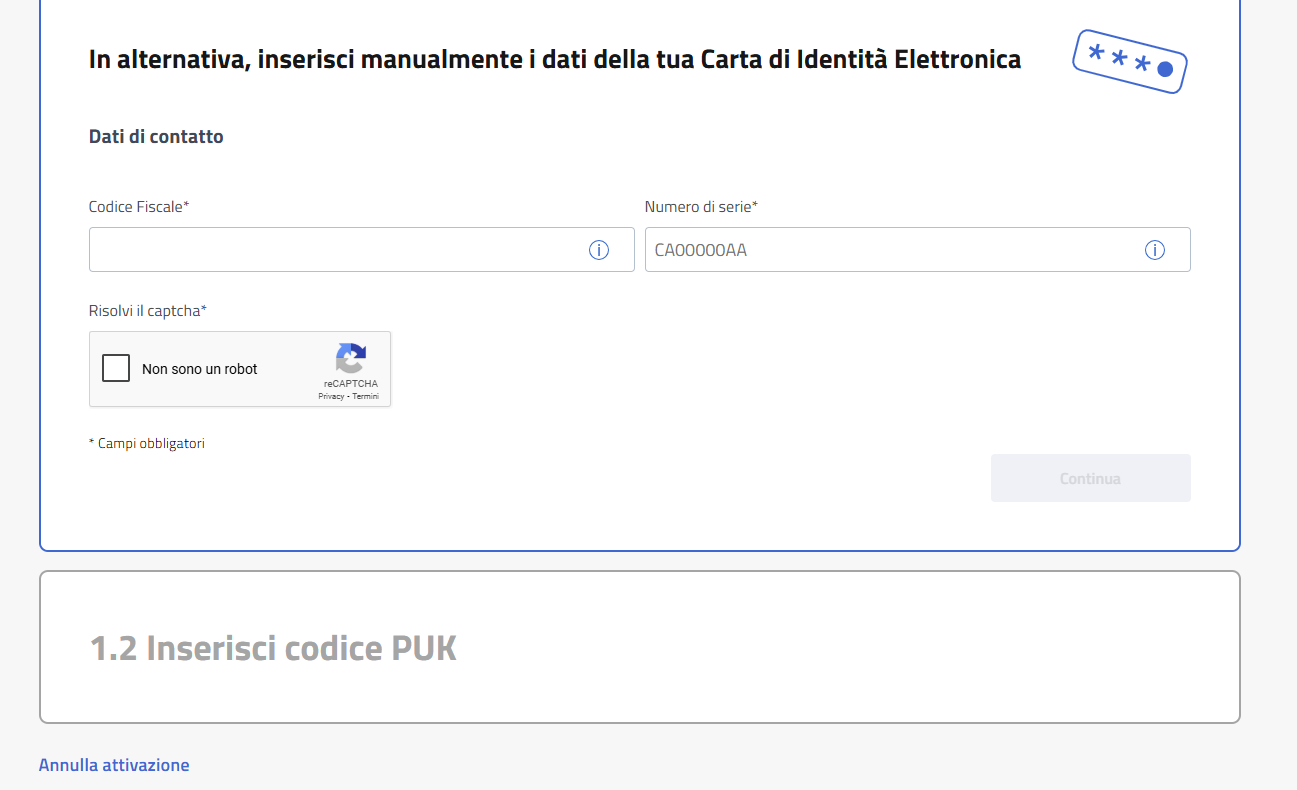 In alternativa, inserisci manualmente i dati della tua Carta di Identità Elettronica
Dati di contatto
Codice Fiscale*
Numero di serie*
CA00000AA
Risolvi il captcha*
Non sono un robot
reCAPTCHA
Privacy - Termini
* Campi obbligatori
Continua
1.2 Inserisci codice PUK
Annulla attivazione